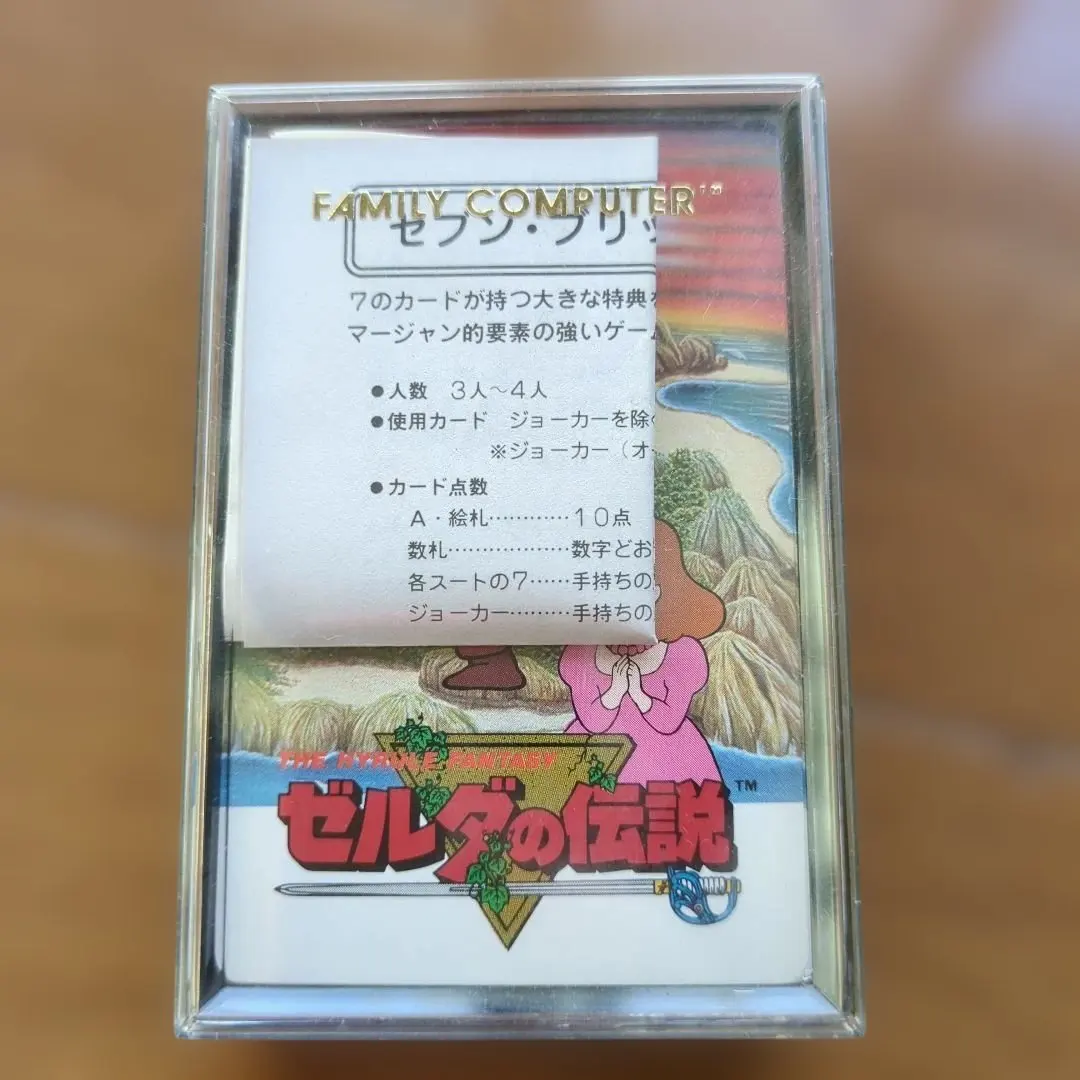 FAMILY COMPUTER™
セブン・ブリッ
7のカードが持つ大きな特典
マージャン的要素の強いゲーム
●人数 3人～4人
●使用カード ジョーカーを除く
※ジョーカー（オ
●カード点数
A・絵札…………10点
数札………………数字どお
各スートの7……手持ちの
ジョーカー………手持ちの
THE HYRULE FANTASY
ゼルダの伝説™